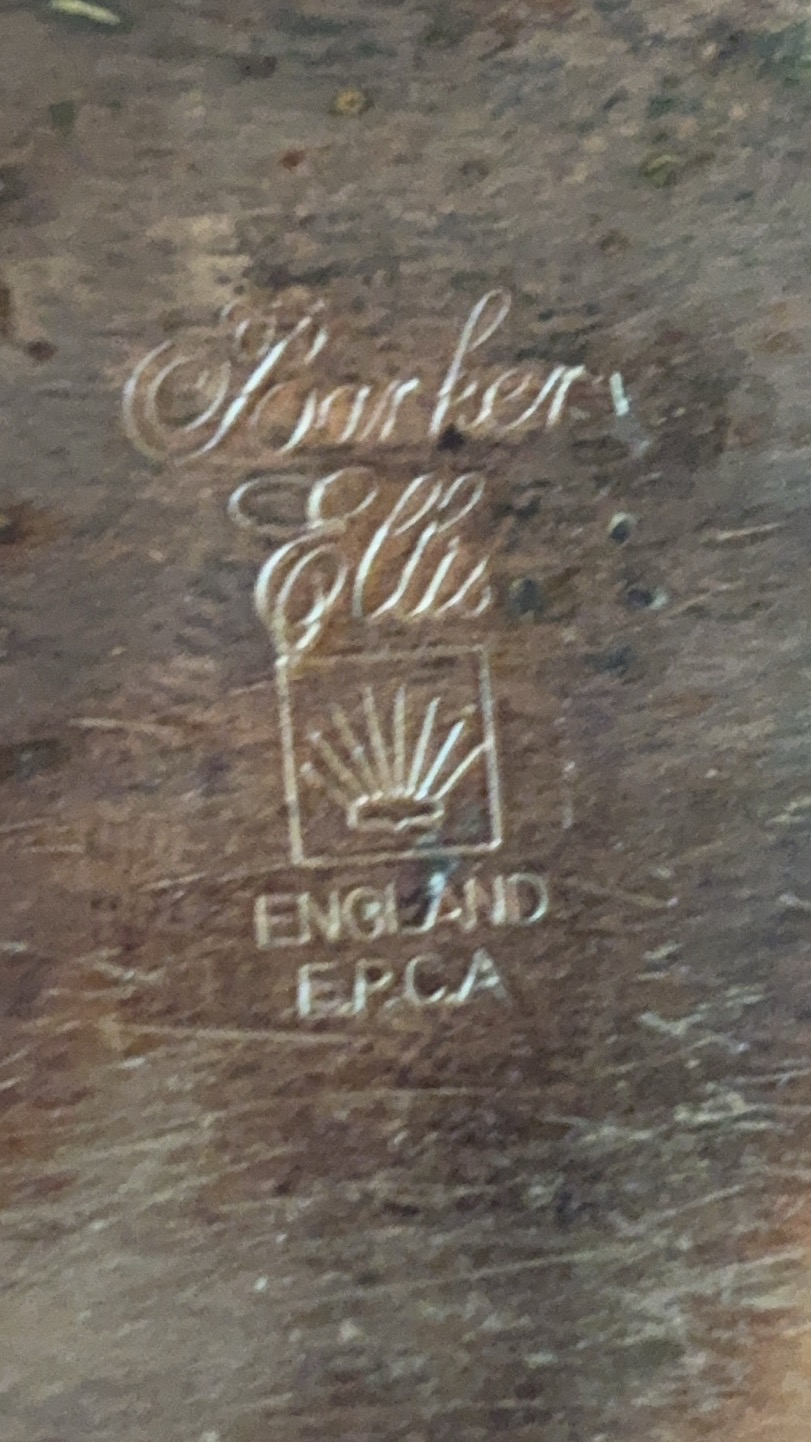 Barker
Ellis
ENGLAND
E.P.C.A